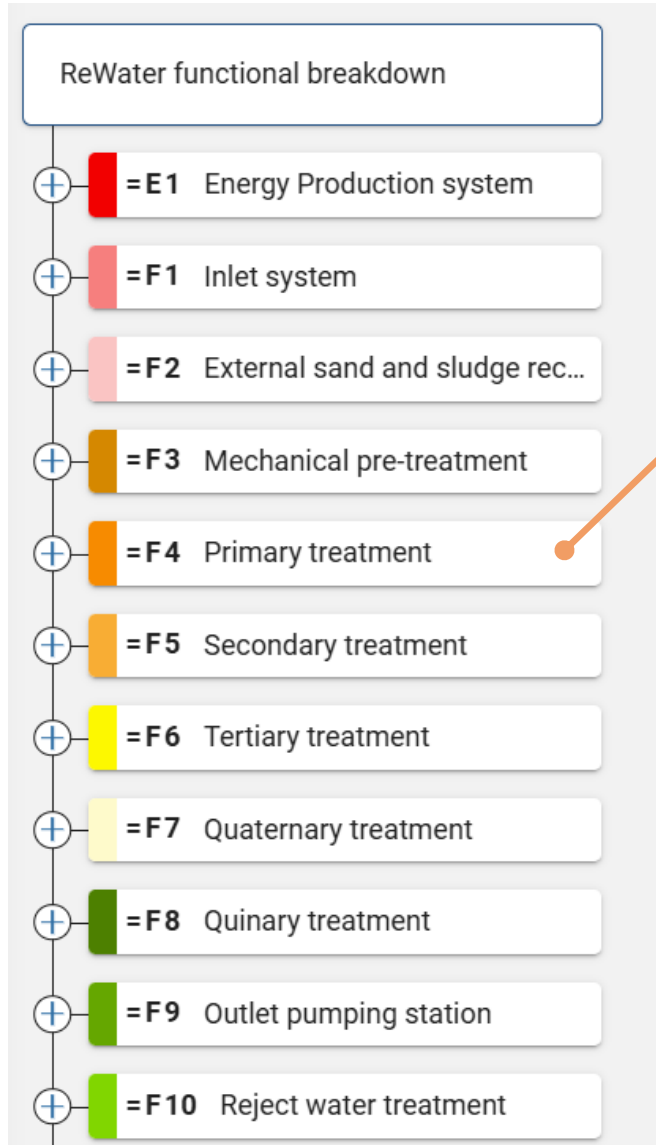 ReWater functional breakdown
=E1 Energy Production system
=F1 Inlet system
=F2 External sand and sludge rec...
=F3 Mechanical pre-treatment
=F4 Primary treatment
=F5 Secondary treatment
=F6 Tertiary treatment
=F7 Quaternary treatment
=F8 Quinary treatment
=F9 Outlet pumping station
=F10 Reject water treatment